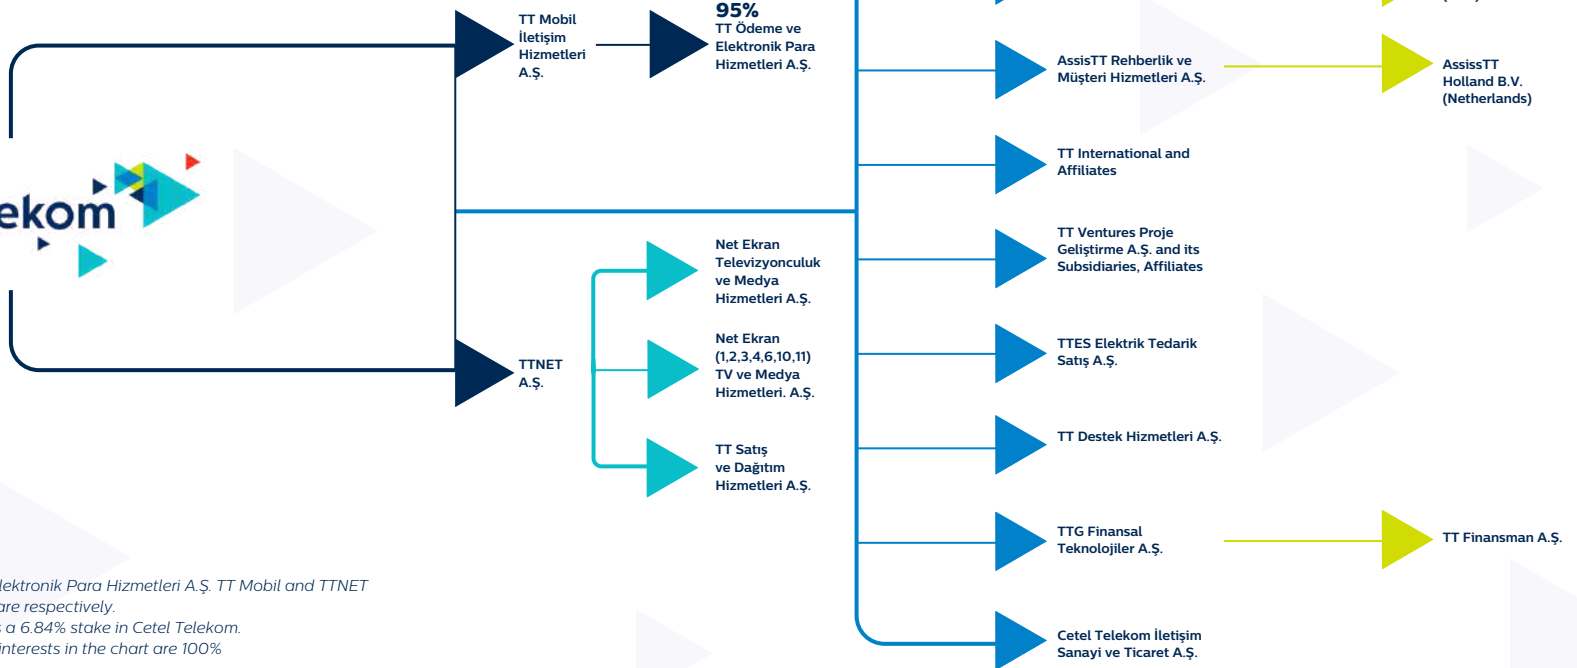 TT Mobil
İletişim
Hizmetleri
A.Ş.
95%
TT Ödeme ve
Elektronik Para
Hizmetleri A.Ş.
AssisTT Rehberlik ve
Müşteri Hizmetleri A.Ş.
AssissTT
Holland B.V.
(Netherlands)
TT International and
Affiliates
ekom
TT Ventures Proje
Geliştirme A.Ş. and its
Subsidiaries, Affiliates
Net Ekran
Televizyonculuk
ve Medya
Hizmetleri A.Ş.
Net Ekran
(1,2,3,4,6,10,11)
TV ve Medya
Hizmetleri. A.Ş.
TTNET
A.Ş.
TTES Elektrik Tedarik
Satış A.Ş.
TT Satış
ve Dağıtım
Hizmetleri A.Ş.
TT Destek Hizmetleri A.Ş.
TTG Finansal
Teknolojiler A.Ş.
TT Finansman A.Ş.
Cetel Telekom İletişim
Sanayi ve Ticaret A.Ş.
lektronik Para Hizmetleri A.Ş. TT Mobil and TTNET
are respectively.
s a 6.84% stake in Cetel Telekom.
interests in the chart are 100%